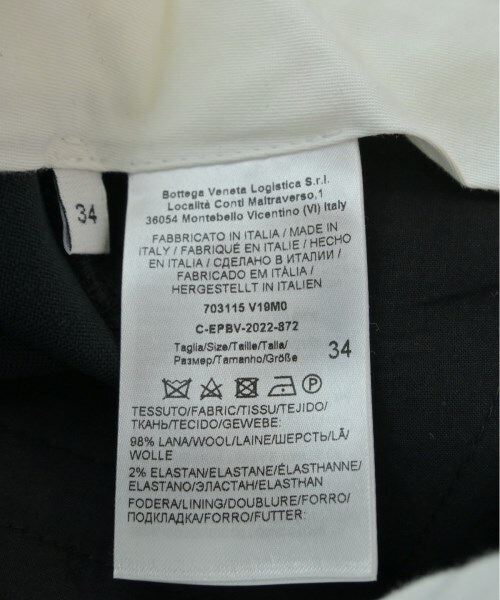 34
Bottega Veneta Logistica S.r.l.
Località Conti Maltraverso,1
36054 Montebello Vicentino (VI) Italy
FABBRICATO IN ITALIA / MADE IN
ITALY / FABRIQUÉ EN ITALIE / HECHO
EN ITALIA / СДЕЛАНО В ИТАЛИИ /
FABRICADO EM ITÀLIA /
HERGESTELLT IN ITALIEN
703115 V19M0
C-EPBV-2022-872
Taglia/Size/Taille/Talla/
Размер/Tamanho/Größe 34
P
TESSUTO/FABRIC/TISSU/TEJIDO/
ТКАНЬ/TECIDO/GEWEBE:
98% LANA/WOOL/LAINE/ШЕРСТЬ/LÃ/
WOLLE
2% ELASTAN/ELASTANE/ÉLASTHANNE/
ELASTANO/ЭЛАСТАН/ELASTHAN
FODERA/LINING/DOUBLURE/FORRO/
ПОДКЛАДКА/FORRO/FUTTER: